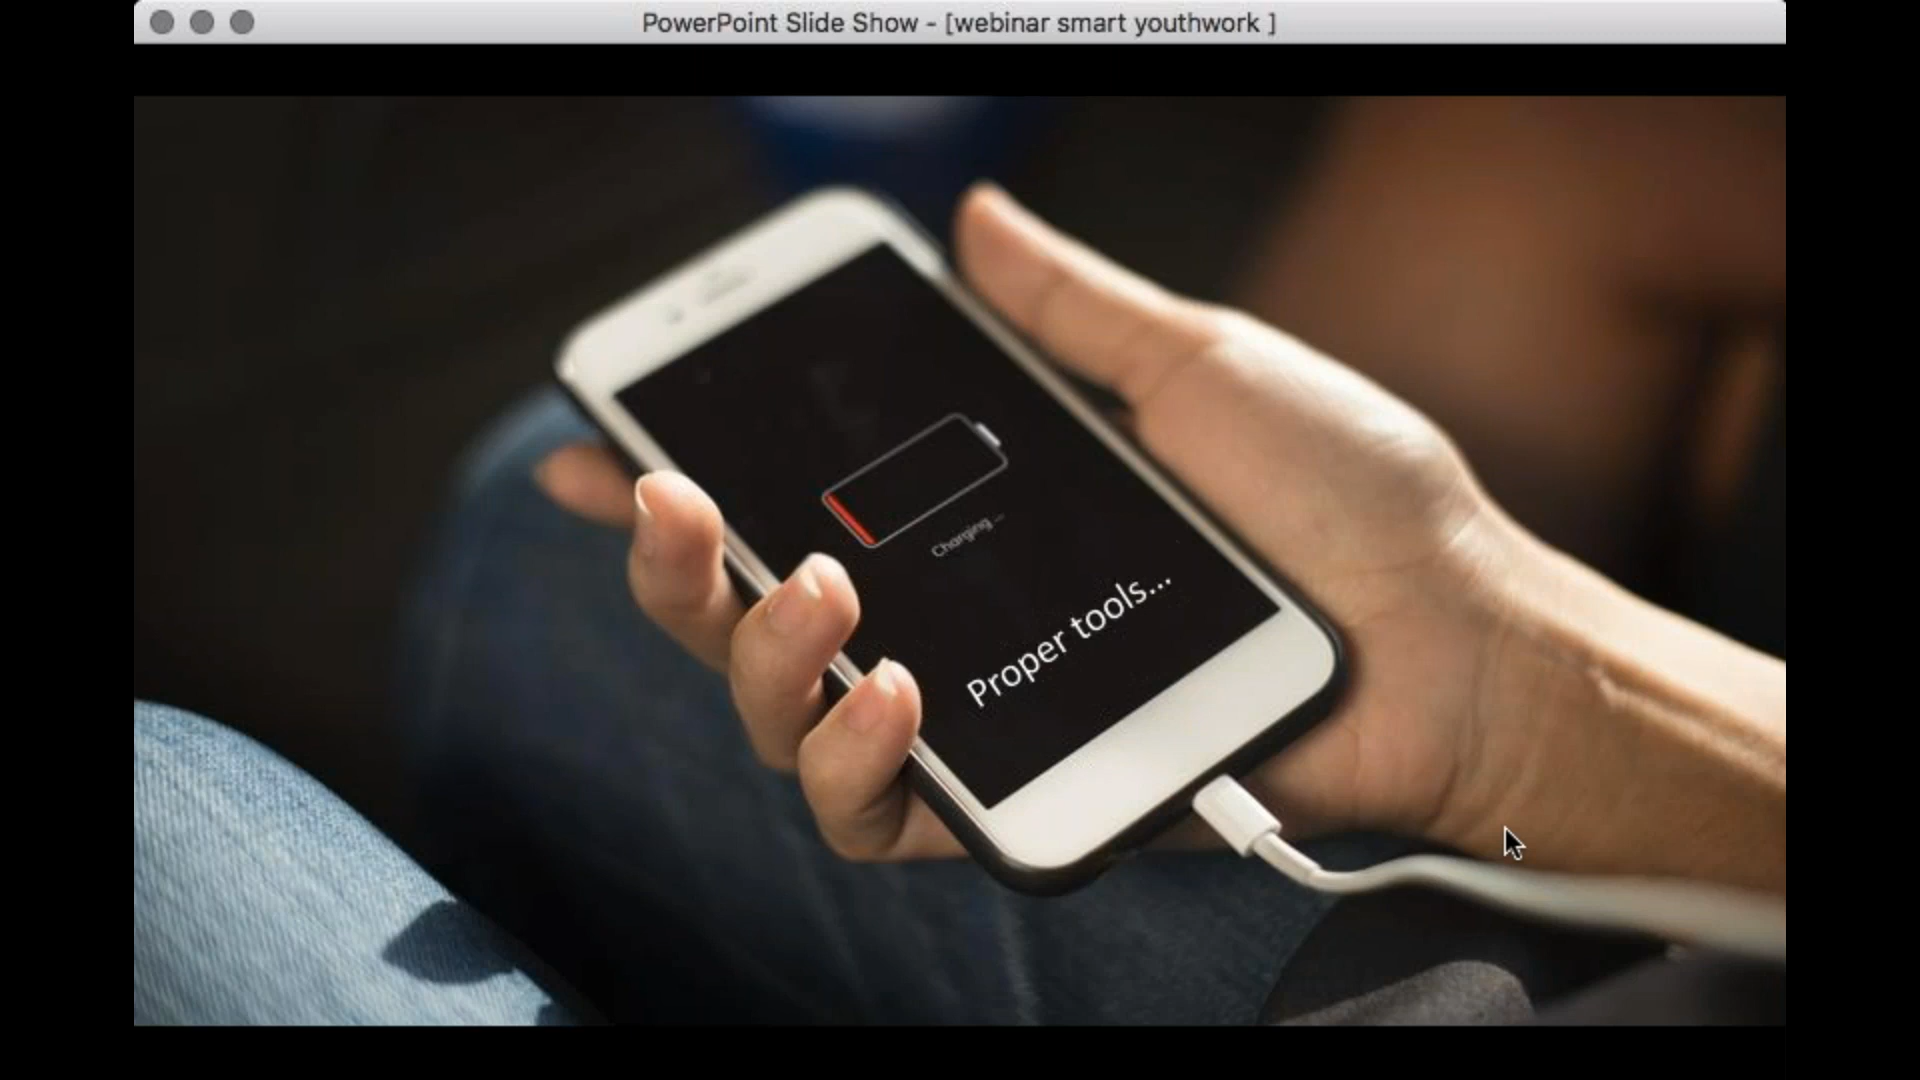 PowerPoint Slide Show - [webinar smart youthwork ]
Charging ...
Proper tools...